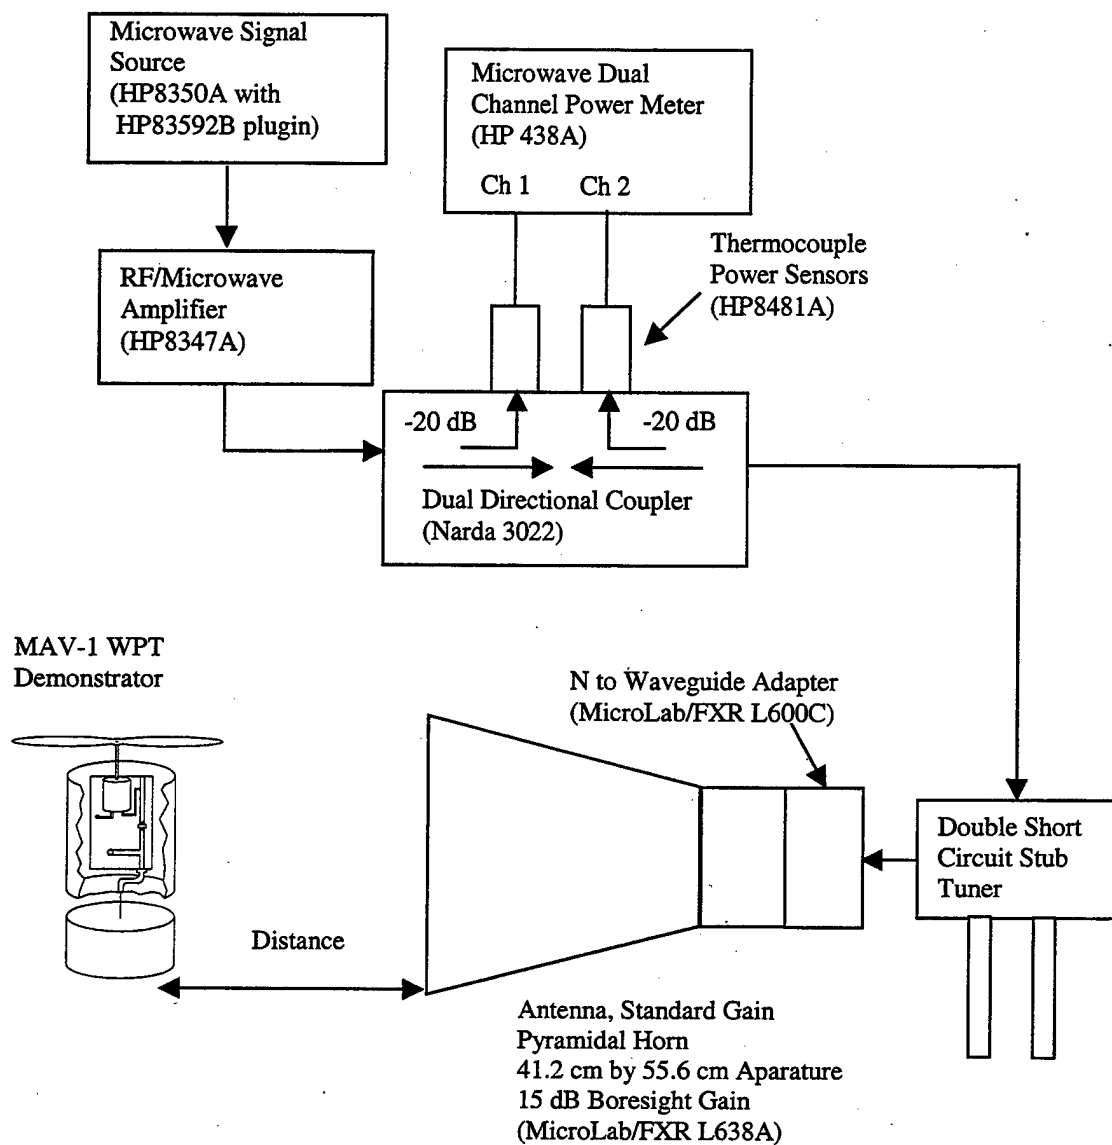 Microwave Signal
Source
(HP8350A with
HP83592B plugin)
Microwave Dual
Channel Power Meter
(HP 438A)
Ch 1
Ch 2
Thermocouple
Power Sensors
(HP8481A)
RF/Microwave
Amplifier
(HP8347A)
-20 dB
-20 dB
Dual Directional Coupler
(Narda 3022)
MAV-1 WPT
Demonstrator
N to Waveguide Adapter
(MicroLab/FXR L600C)
Double Short
Circuit Stub
Tuner
Distance
Antenna, Standard Gain
Pyramidal Horn
41.2 cm by 55.6 cm Aparature
15 dB Boresight Gain
(MicroLab/FXR L638A)